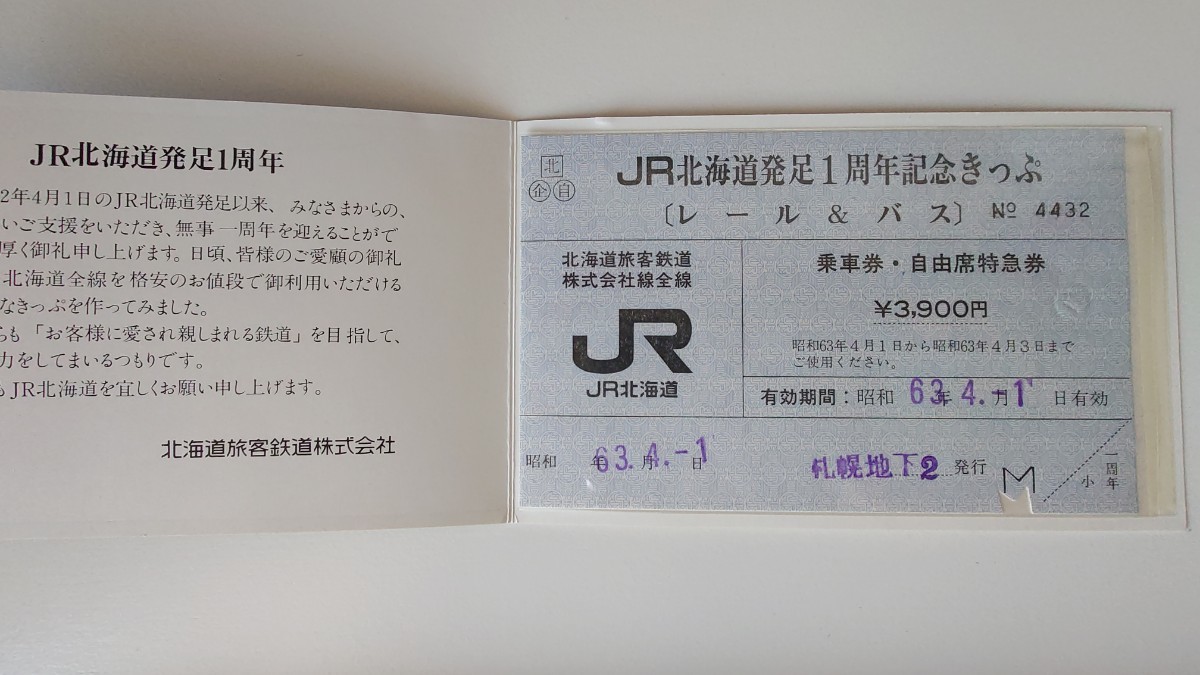 JR北海道発足1周年
2年4月1日のJR北海道発足以来、みなさまからの、
いご支援をいただき、無事一周年を迎えることがで
厚く御礼申し上げます。日頃、皆様のご愛顧の御礼
北海道全線を格安のお値段で御利用いただける
なきっぷを作ってみました。
らも「お客様に愛され親しまれる鉄道」を目指して、
力をしてまいるつもりです。
もJR北海道を宜しくお願い申し上げます。
北海道旅客鉄道株式会社
北
企自
JR北海道発足1周年記念きっぷ
〔レール&バス〕 № 4432
北海道旅客鉄道
株式会社線全線
JR
JR北海道
乗車券・自由席特急券
¥3,900円
昭和63年4月1日から昭和63年4月3日まで
ご使用ください。
有効期間:昭和 63年4.月-1日有効
昭和 年63.月4.-1日
札幌地下2発行
小
一周年